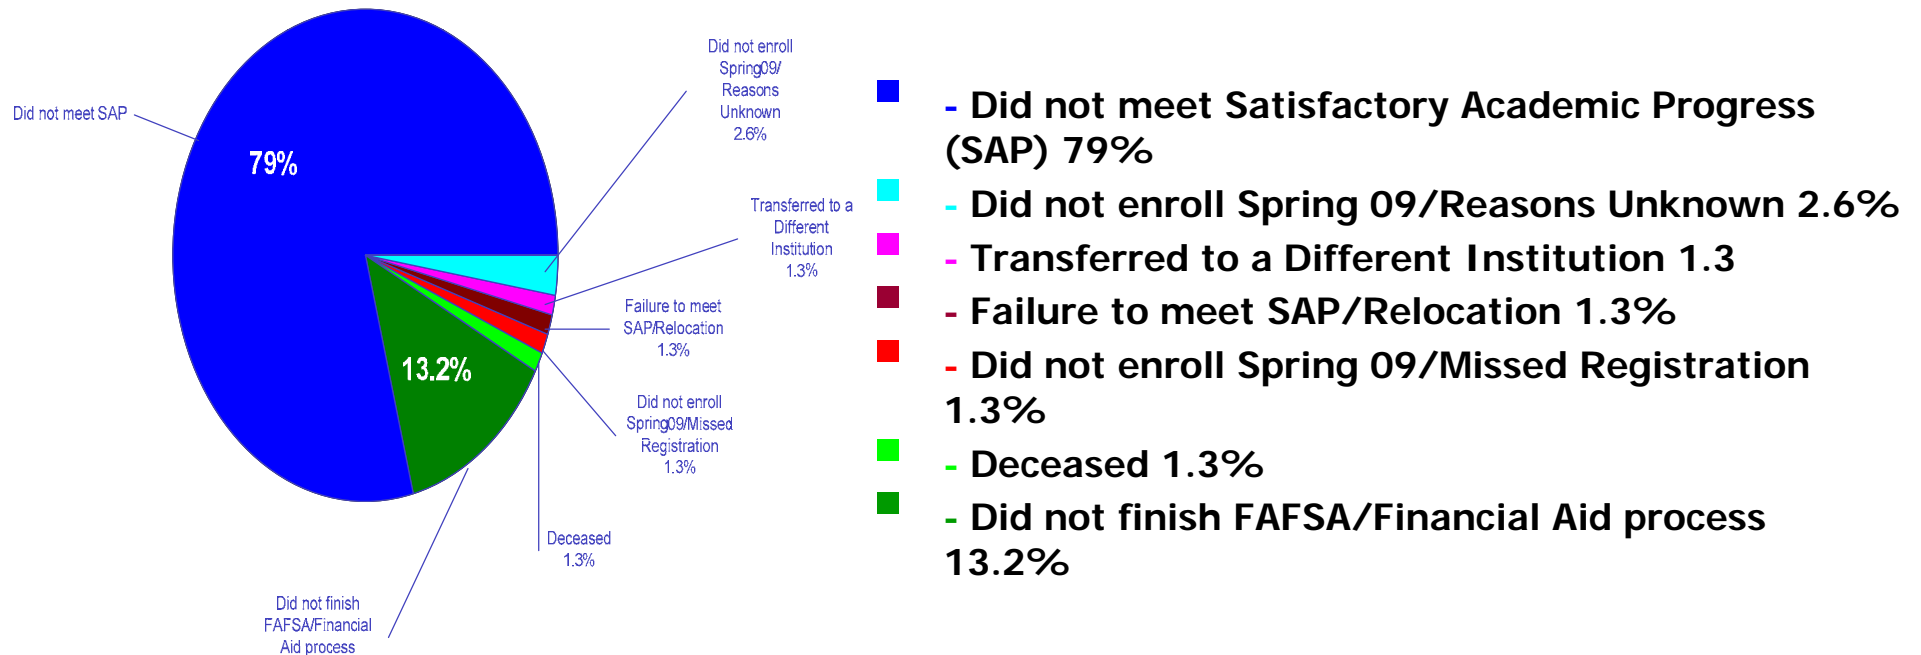 Did not meet SAP
79%
13.2%
Did not enroll
Spring09/
Reasons
Unknown
2.6%
Transferred to a
Different
Institution
1.3%
Failure to meet
SAP/Relocation
1.3%
Did not enroll
Spring09/Missed
Registration
1.3%
Deceased
1.3%
Did not finish
FAFSA/Financial
Aid process
- Did not meet Satisfactory Academic Progress
(SAP) 79%
- Did not enroll Spring 09/Reasons Unknown 2.6%
- Transferred to a Different Institution 1.3
- Failure to meet SAP/Relocation 1.3%
- Did not enroll Spring 09/Missed Registration
1.3%
- Deceased 1.3%
- Did not finish FAFSA/Financial Aid process
13.2%